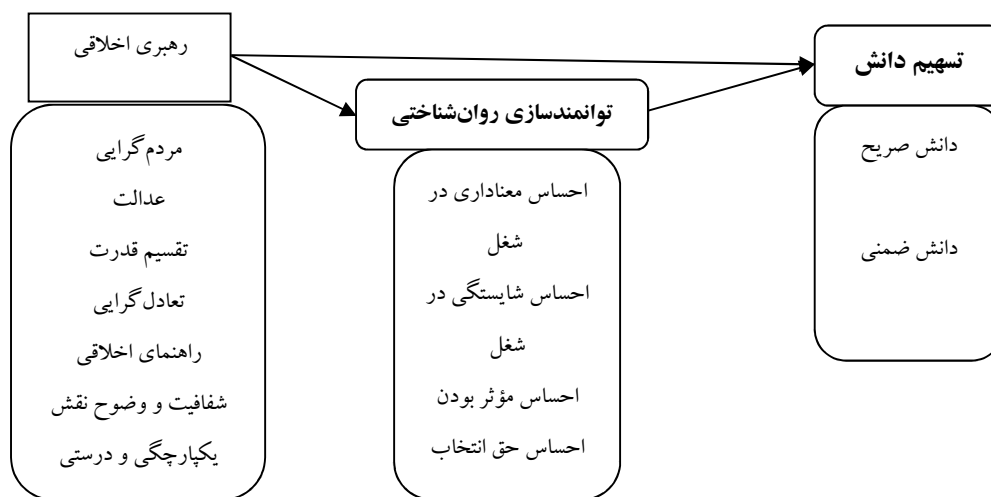 رهبری اخلاقی
مردم‌گرایی
عدالت
تقسیم قدرت
تعادل‌گرایی
راهنمای اخلاقی
شفافیت و وضوح نقش
یکپارچگی و درستی
توانمندسازی روان‌شناختی
احساس معناداری در
شغل
احساس شایستگی در
شغل
احساس مؤثر بودن
احساس حق انتخاب
تسهیم دانش
دانش صریح
دانش ضمنی